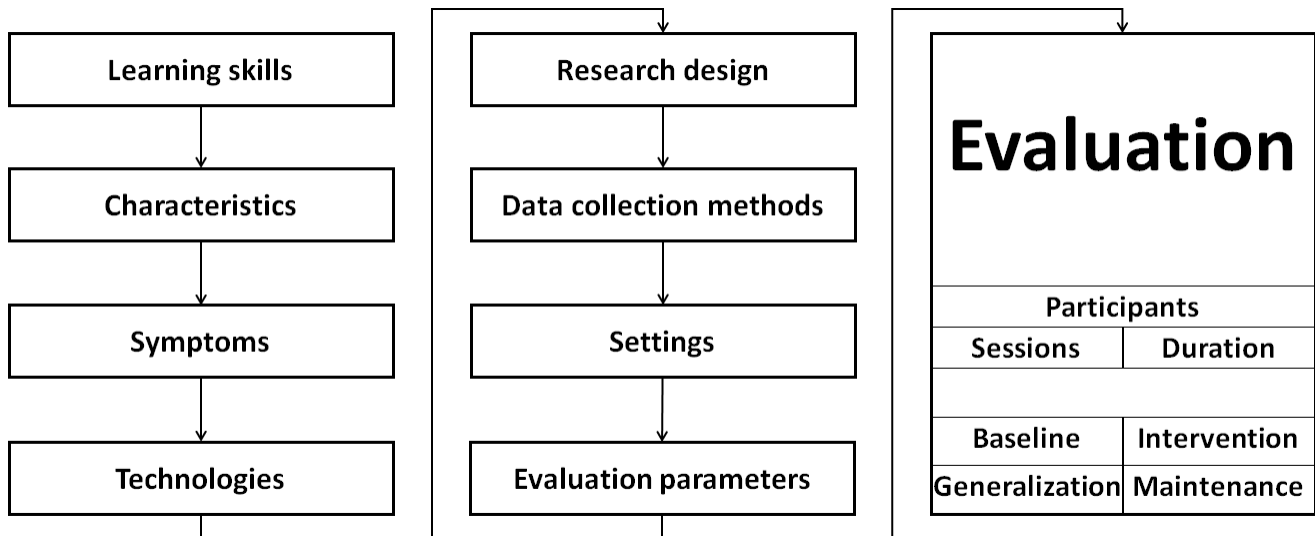 Learning skills
Characteristics
Symptoms
Technologies
Research design
Data collection methods
Settings
Evaluation parameters
Evaluation
Participants
Sessions
Duration
Baseline
Intervention
Generalization
Maintenance